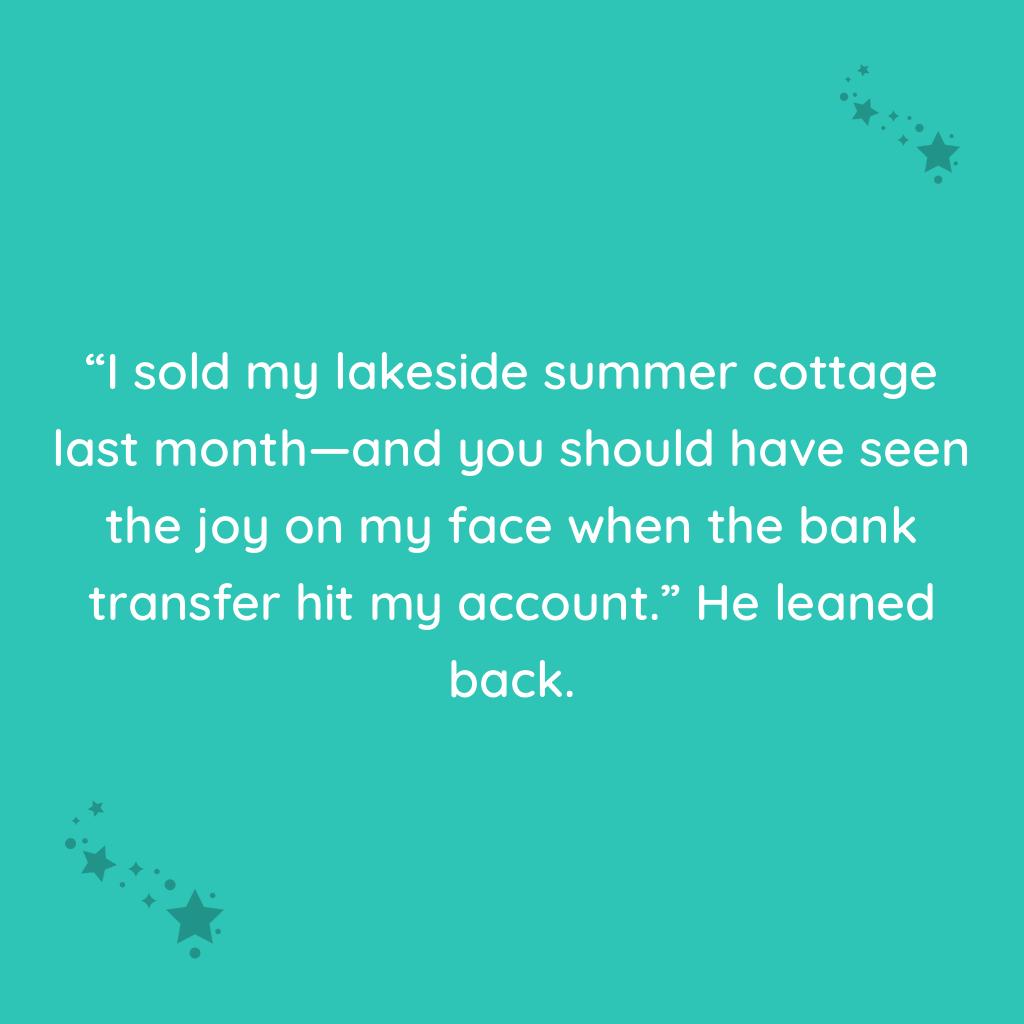 “I sold my lakeside summer cottage
last month—and you should have seen
the joy on my face when the bank
transfer hit my account.” He leaned
back.